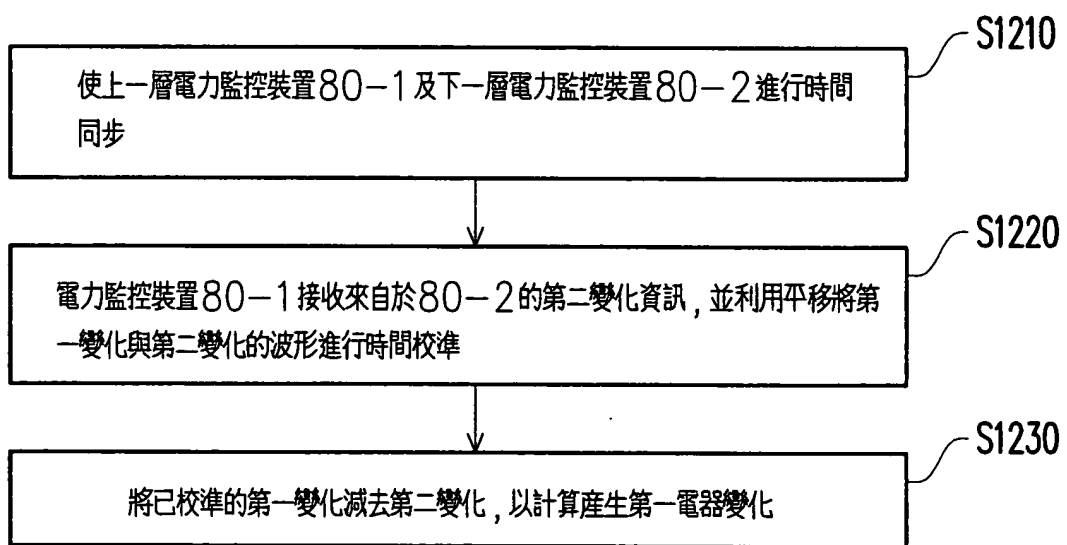 S1210
使上一層電力監控裝置80-1及下一層電力監控裝置80-2進行時間
同步
S1220
電力監控裝置80-1接收來自於80-2的第二變化資訊,並利用平移將第
一變化與第二變化的波形進行時間校準
S1230
將已校準的第一變化減去第二變化,以計算產生第一電器變化